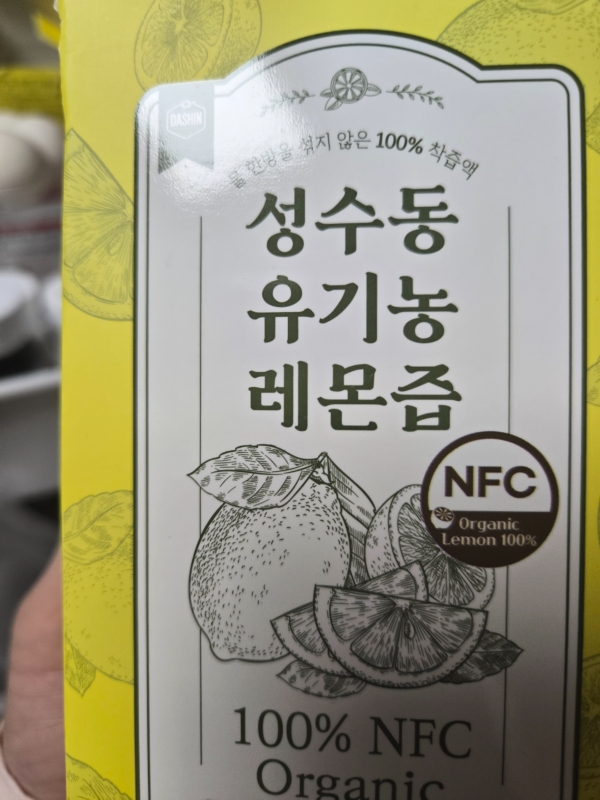 DASHIN
물 한방울 섞지 않은 100% 착즙액
성수동
유기농
레몬즙
NFC
Organic
Lemon 100%
100% NFC
Organic